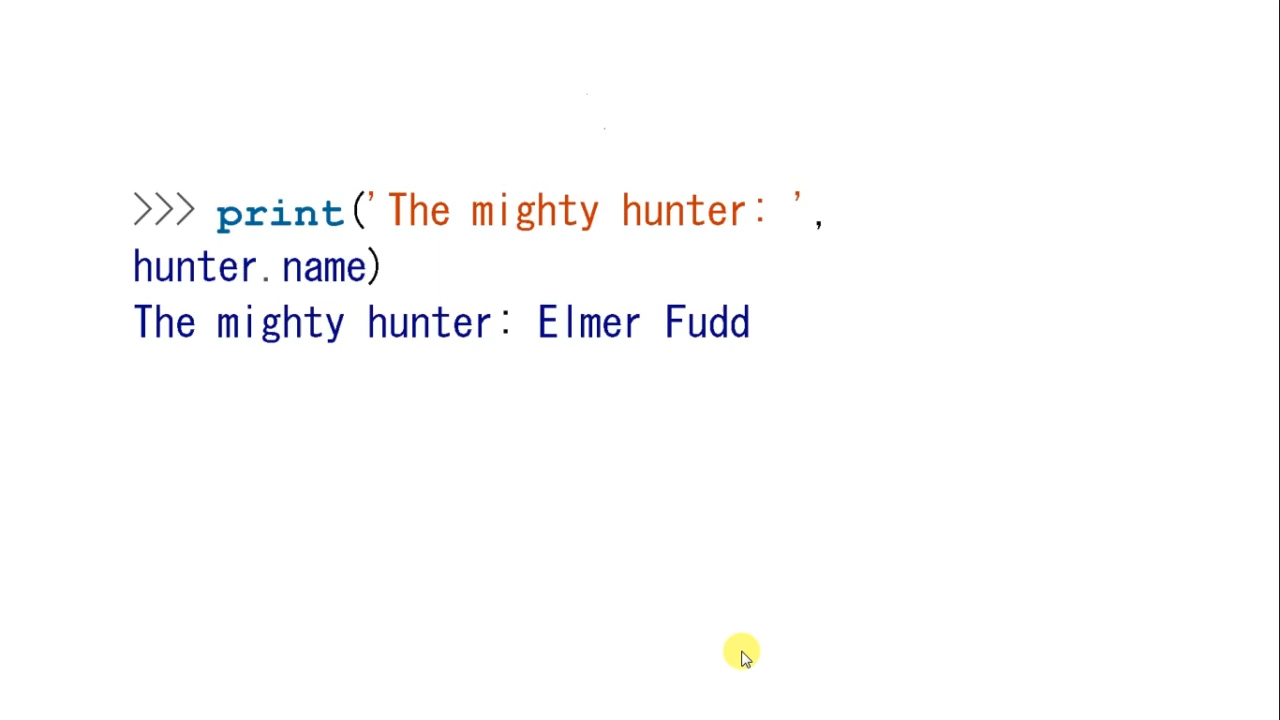 >>> print('The mighty hunter: ',
hunter.name)
The mighty hunter: Elmer Fudd